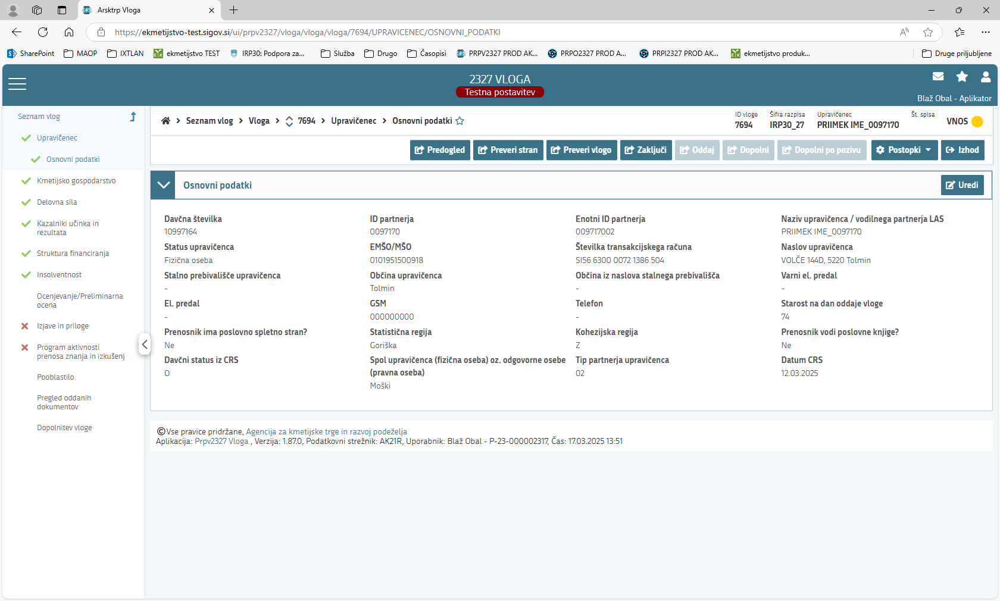 Arsktrp Vloga
https://ekmetijstvo-test.sigov.si/ui/prpv2327/vloga/vloga/vloga/7694/UPRAVICENEC/OSNOVNI_PODATKI
SharePoint MAOP IXTLAN ekmetijstvo TEST IRP30: Podpora za... Služba Drugo Časopisi PRPV2327 PROD AK... PRPO2327 PROD A... PRPI2327 PROD AK... ekmetijstvo produk... Druge priljubljene
2327 VLOGA
Testna postavitev
Blaž Obal - Aplikator
Seznam vlog
Upravičenec
Osnovni podatki
Kmetijsko gospodarstvo
Delovna sila
Kazalniki učinka in
rezultata
Struktura financiranja
Insolventnost
Ocenjevanje/Preliminarna
ocena
Izjave in priloge
Program aktivnosti
prenosa znanja in izkušenj
Pooblastilo
Pregled oddanih
dokumentov
Dopolnitev vloge
Seznam vlog Vloga 7694 Upravičenec Osnovni podatki
ID vloge Šifra razpisa Upravičenec Št. spisa
7694 IRP30_27 PRIIMEK IME_0097170 VNOS
Predogled Preveri stran Preveri vlogo Zaključi Oddaj Dopolni Dopolni po pozivu Postopki Izhod
Osnovni podatki Uredi
Davčna številka ID partnerja Enotni ID partnerja Naziv upravičenca / vodilnega partnerja LAS
10997164 0097170 009717002 PRIIMEK IME_0097170
Status upravičenca EMŠO/MŠO Številka transakcijskega računa Naslov upravičenca
Fizična oseba 0101951500918 SI56 6300 0072 1386 504 VOLČE 144D, 5220 Tolmin
Stalno prebivališče upravičenca Občina upravičenca Občina iz naslova stalnega prebivališča Varni el. predal
- Tolmin - -
El. predal GSM Telefon Starost na dan oddaje vloge
- 000000000 - 74
Prenosnik ima poslovno spletno stran? Statistična regija Kohezijska regija Prenosnik vodi poslovne knjige?
Ne Goriška Z Ne
Davčni status iz CRS Spol upravičenca (fizična oseba) oz. odgovorne osebe Tip partnerja upravičenca Datum CRS
(pravna oseba)
O 02 12.03.2025
Moški
©Vse pravice pridržane, Agencija za kmetijske trge in razvoj podeželja
Aplikacija: Prpv2327 Vloga , Verzija: 1.87.0, Podatkovni strežnik: AK21R, Uporabnik: Blaž Obal - P-23-000002317, Čas: 17.03.2025 13:51